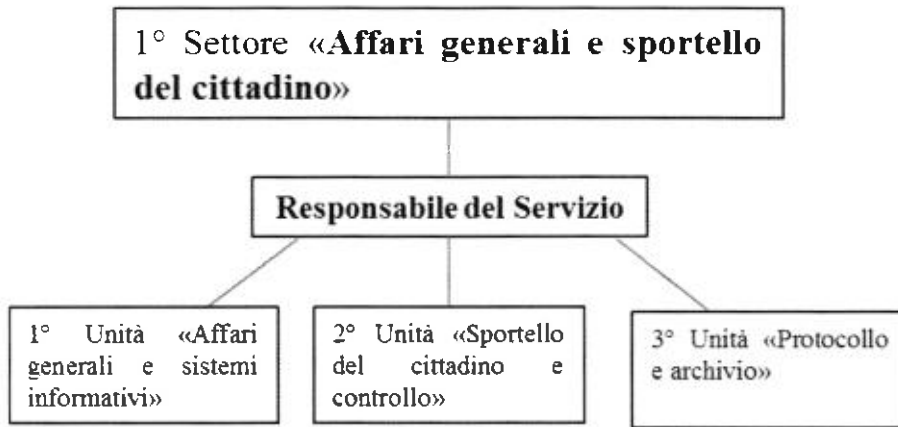 1° Settore «Affari generali e sportello
del cittadino»
Responsabile del Servizio
1° Unità «Affari
generali e sistemi
informativi»
2° Unità «Sportello
del cittadino e
controllo»
3° Unità «Protocollo
e archivio»